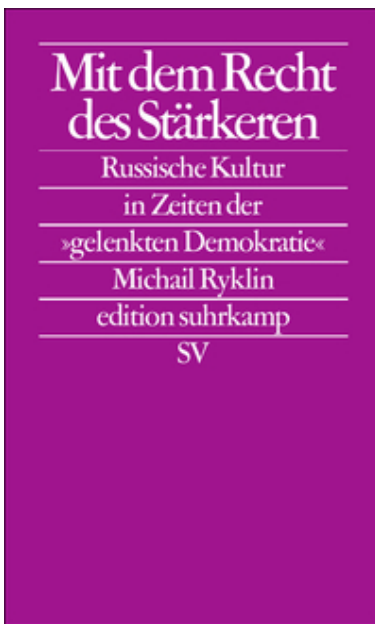 Mit dem Recht
des Stärkeren
Russische Kultur
in Zeiten der
»gelenkten Demokratie«
Michail Ryklin
edition suhrkamp
SV